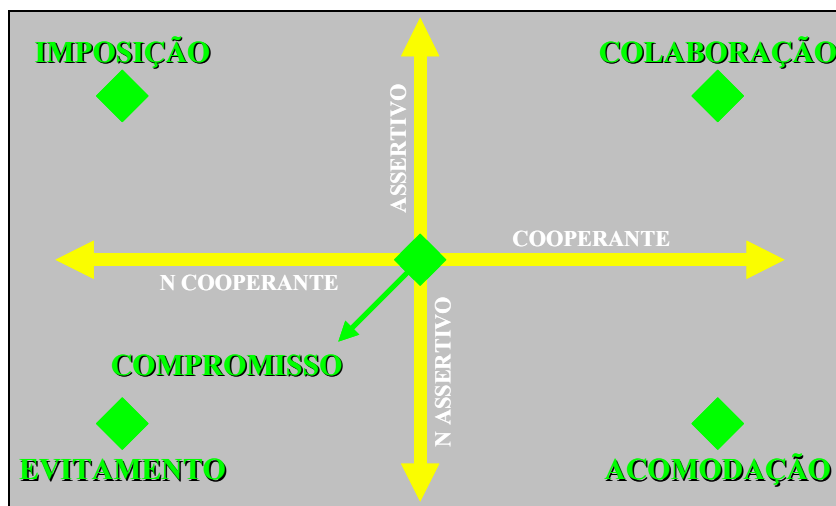 IMPOSIÇÃO
COLABORAÇÃO
ASSERTIVO
COOPERANTE
N COOPERANTE
N ASSERTIVO
COMPROMISSO
EVITAMENTO
ACOMODAÇÃO